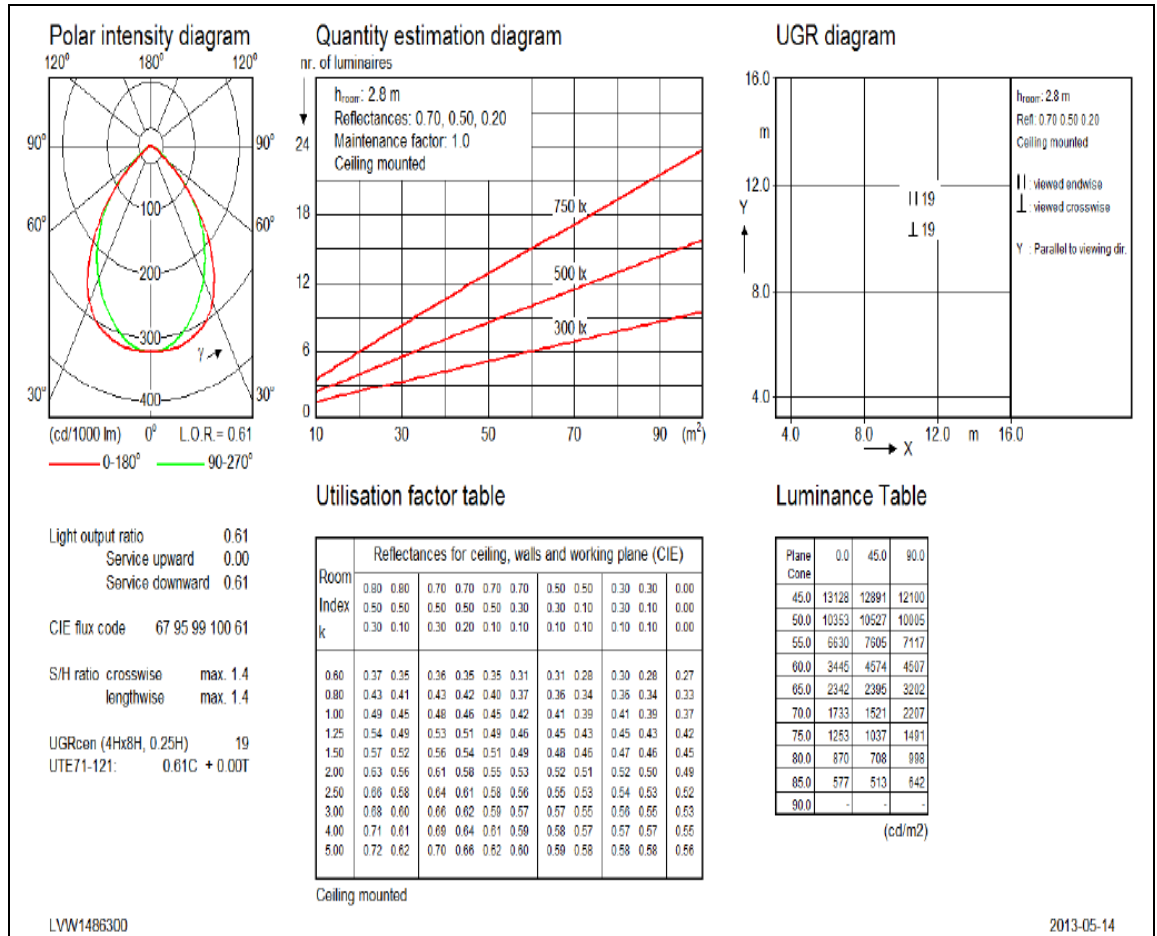 Polar intensity diagram
120⁰ 180⁰ 120⁰
90⁰ 90⁰
100
60⁰ 60⁰
200
300
γ
30⁰ 30⁰
400
(cd/1000 lm) 0⁰ L.O.R.= 0.61
0-180⁰ 90-270⁰
Quantity estimation diagram
nr. of luminaires
hroom: 2.8 m
Reflectances: 0.70, 0.50, 0.20
Maintenance factor: 1.0
Ceiling mounted
24
18
12
6
0
750 lx
500 lx
300 lx
10 30 50 70 90 (m²)
UGR diagram
16.0
m
12.0
Y
8.0
4.0
|| 19
⊥ 19
hroom: 2.8 m
Refl: 0.70 0.50 0.20
Ceiling mounted
|| : viewed endwise
⊥ : viewed crosswise
Y : Parallel to viewing dir.
4.0 8.0 12.0 m 16.0
X
Light output ratio 0.61
Service upward 0.00
Service downward 0.61
CIE flux code 67 95 99 100 61
S/H ratio crosswise max. 1.4
lengthwise max. 1.4
UGRcen (4Hx8H, 0.25H) 19
UTE71-121: 0.61C + 0.00T
Utilisation factor table
Reflectances for ceiling, walls and working plane (CIE)
Room
Index
k
0.80 0.80 0.70 0.70 0.70 0.70 0.50 0.50 0.30 0.30 0.00
0.50 0.50 0.50 0.50 0.50 0.30 0.30 0.10 0.30 0.10 0.00
0.30 0.10 0.30 0.20 0.10 0.10 0.10 0.10 0.10 0.10 0.00
0.60 0.37 0.35 0.36 0.35 0.35 0.31 0.31 0.28 0.30 0.28 0.27
0.80 0.43 0.41 0.43 0.42 0.40 0.37 0.36 0.34 0.36 0.34 0.33
1.00 0.49 0.45 0.48 0.46 0.45 0.42 0.41 0.39 0.41 0.39 0.37
1.25 0.54 0.49 0.53 0.51 0.49 0.46 0.45 0.43 0.45 0.43 0.42
1.50 0.57 0.52 0.56 0.54 0.51 0.49 0.48 0.46 0.47 0.46 0.45
2.00 0.63 0.56 0.61 0.58 0.55 0.53 0.52 0.51 0.52 0.50 0.49
2.50 0.66 0.58 0.64 0.61 0.58 0.56 0.55 0.53 0.54 0.53 0.52
3.00 0.68 0.60 0.66 0.62 0.59 0.57 0.57 0.55 0.56 0.55 0.53
4.00 0.71 0.61 0.69 0.64 0.61 0.59 0.58 0.57 0.57 0.57 0.55
5.00 0.72 0.62 0.70 0.66 0.62 0.60 0.59 0.58 0.58 0.58 0.56
Ceiling mounted
Luminance Table
Plane 0.0 45.0 90.0
Cone
45.0 13128 12891 12100
50.0 10353 10527 10005
55.0 6630 7605 7117
60.0 3445 4574 4507
65.0 2342 2395 3202
70.0 1733 1521 2207
75.0 1253 1037 1491
80.0 870 708 998
85.0 577 513 642
90.0 - - -
(cd/m2)
LVW1486300
2013-05-14